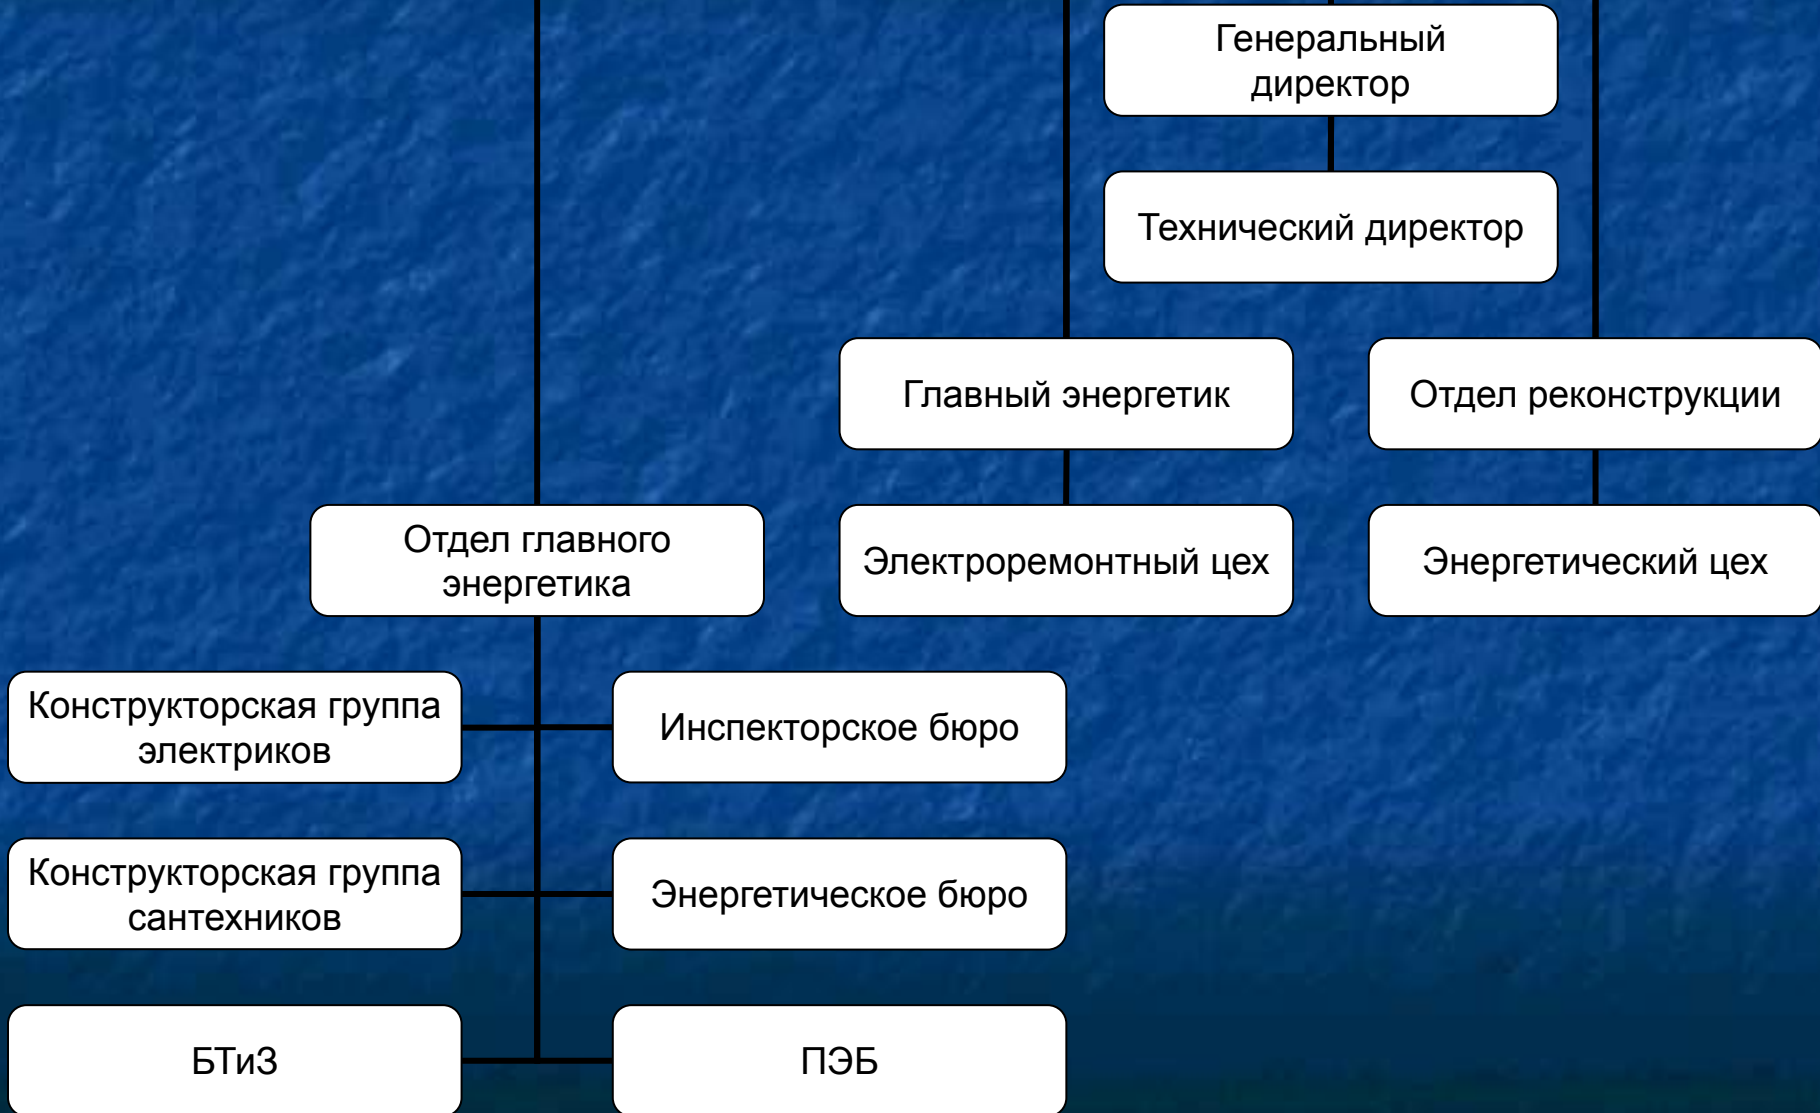 Генеральный
директор
Технический директор
Главный энергетик
Отдел реконструкции
Отдел главного
энергетика
Электроремонтный цех
Энергетический цех
Конструкторская группа
электриков
Инспекторское бюро
Конструкторская группа
сантехников
Энергетическое бюро
БТиЗ
ПЭБ